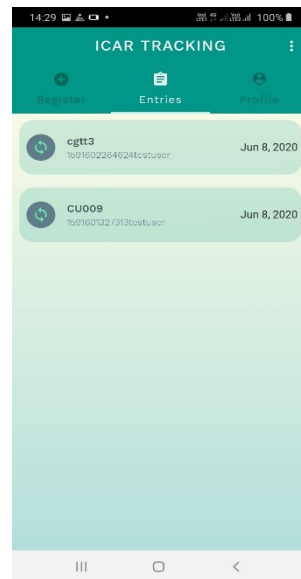 14:29 100%
ICAR TRACKING
Register Entries Profile
cgtt3
1591602264624testuser
Jun 8, 2020
CU009
1591601327313testuser
Jun 8, 2020